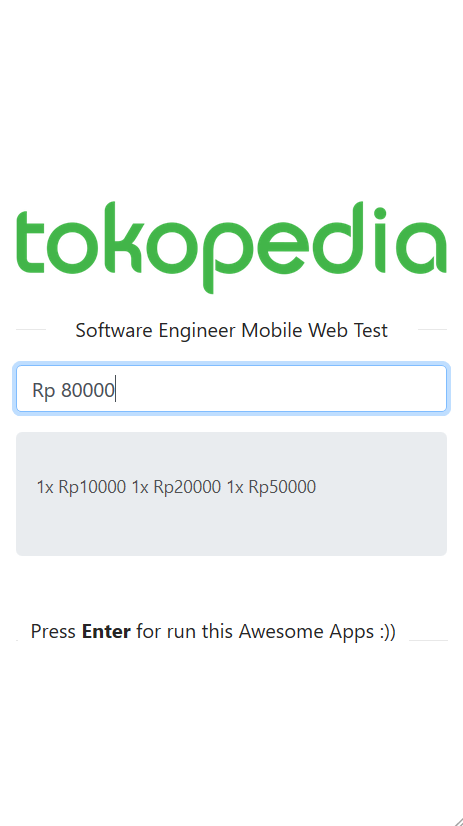 tokopedia
Software Engineer Mobile Web Test
Rp 80000
1x Rp10000 1x Rp20000 1x Rp50000
Press Enter for run this Awesome Apps :))